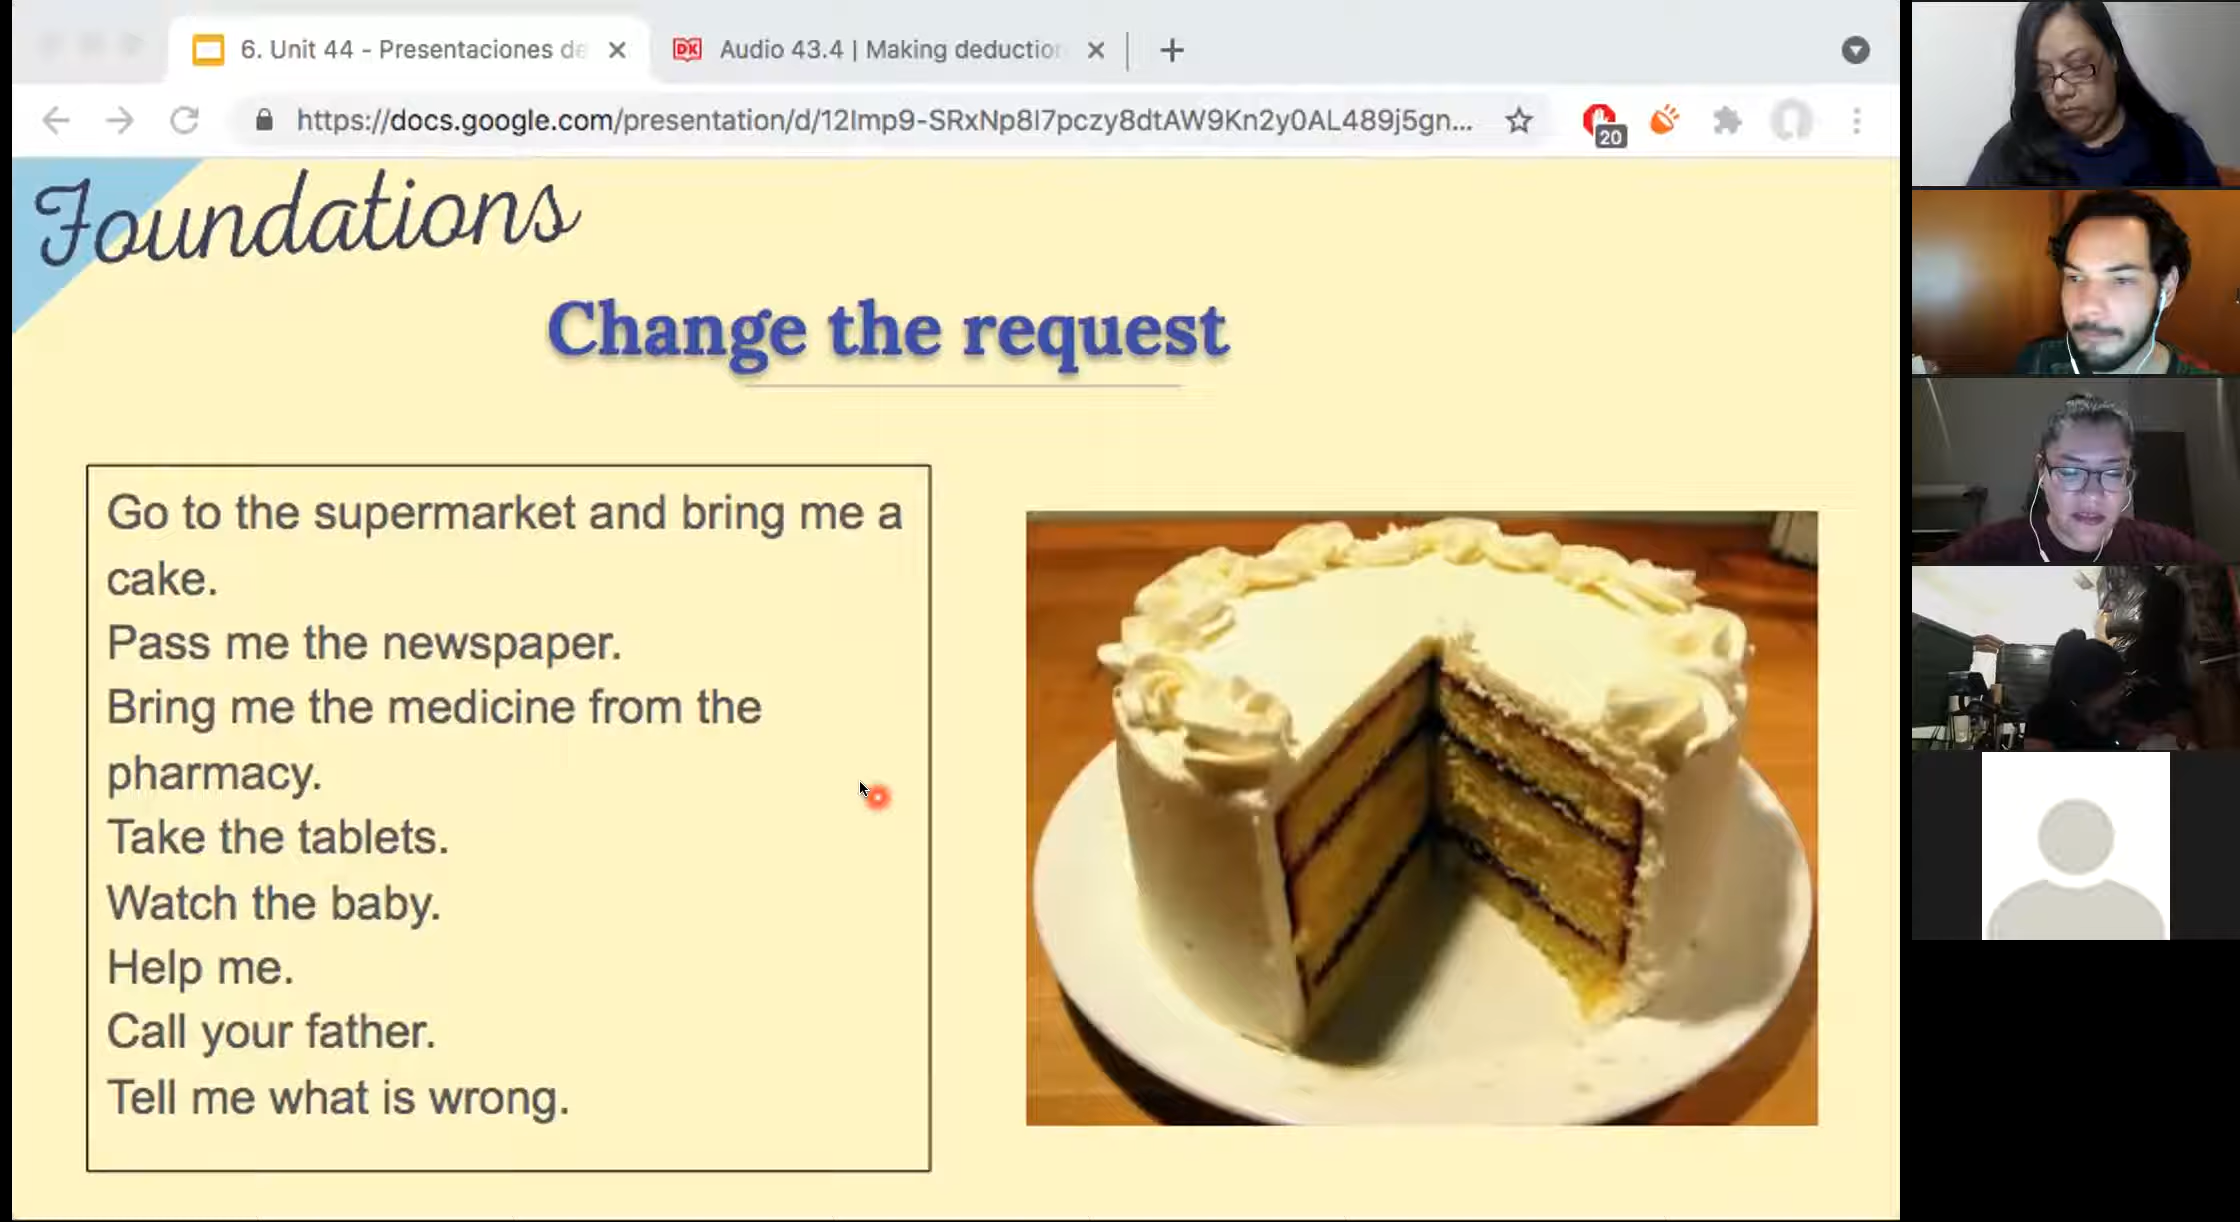 6. Unit 44 - Presentaciones de
Audio 43.4 | Making deduction
https://docs.google.com/presentation/d/12Imp9-SRxNp8I7pczy8dtAW9Kn2y0AL489j5gn...
20
Foundations
Change the request
Go to the supermarket and bring me a
cake.
Pass me the newspaper.
Bring me the medicine from the
pharmacy.
Take the tablets.
Watch the baby.
Help me.
Call your father.
Tell me what is wrong.
DK